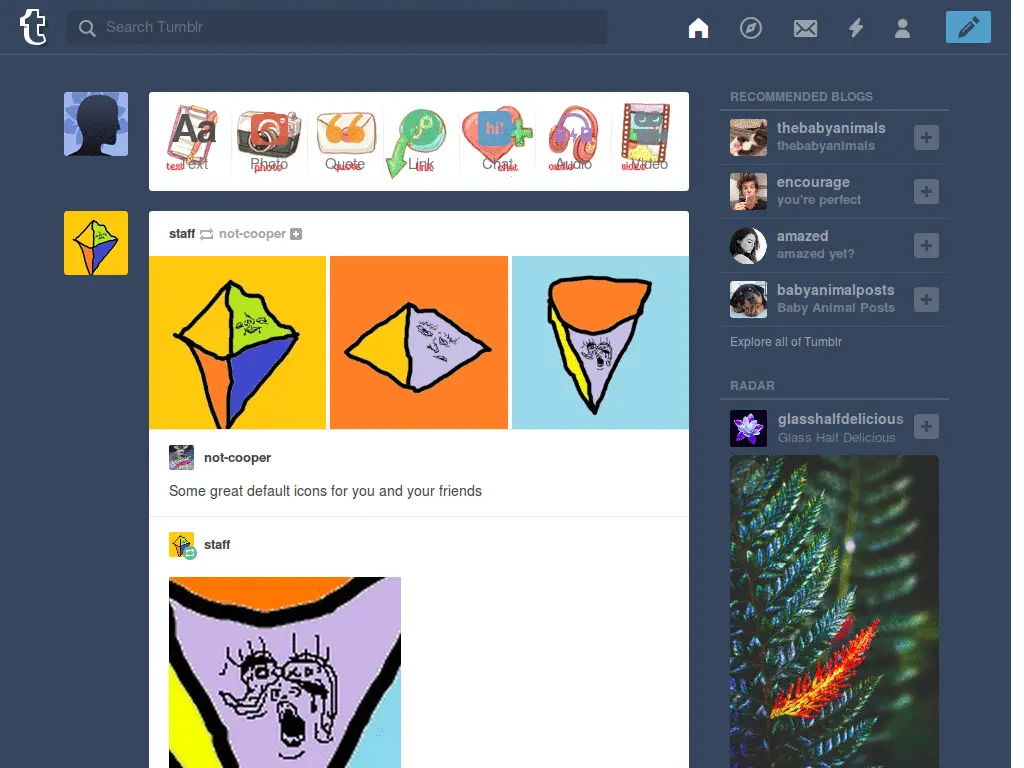 Search Tumblr
Aa
hi!
Text Photo Quote Link Chat Audio Video
text photo quote link chat audio video
staff not-cooper
not-cooper
Some great default icons for you and your friends
staff
RECOMMENDED BLOGS
thebabyanimals
thebabyanimals
encourage
you're perfect
amazed
amazed yet?
babyanimalposts
Baby Animal Posts
Explore all of Tumblr
RADAR
glasshalfdelicious
Glass Half Delicious